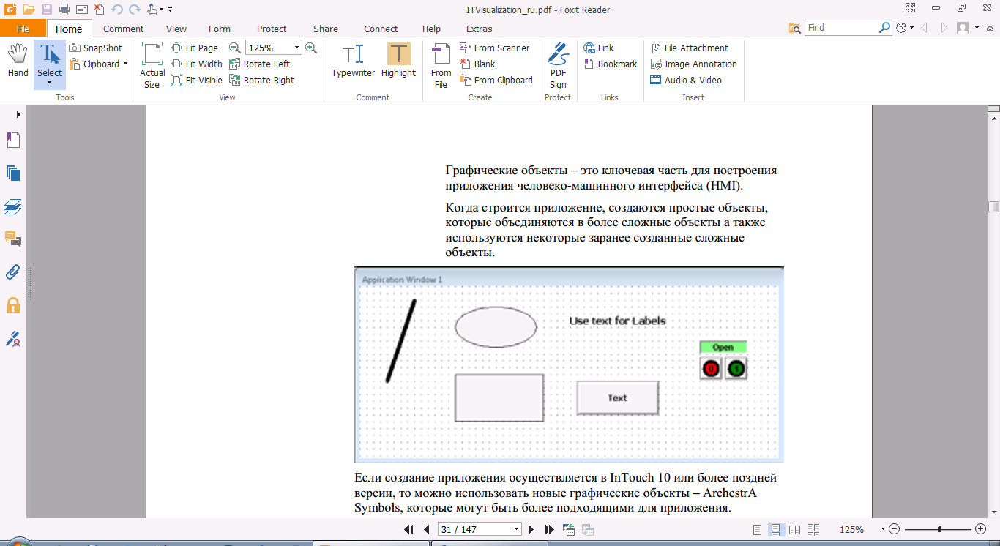 ITVisualization_ru.pdf - Foxit Reader
File Home Comment View Form Protect Share Connect Help Extras Find
Hand
Select
SnapShot
Clipboard
Tools
Actual
Size
Fit Page
Fit Width
Fit Visible
125%
Rotate Left
Rotate Right
View
Typewriter
Highlight
Comment
From
File
From Scanner
Blank
From Clipboard
Create
PDF
Sign
Protect
Link
Bookmark
Links
File Attachment
Image Annotation
Audio & Video
Insert
Графические объекты – это ключевая часть для построения
приложения человеко-машинного интерфейса (HMI).
Когда строится приложение, создаются простые объекты,
которые объединяются в более сложные объекты а также
используются некоторые заранее созданные сложные
объекты.
Application Window 1
Use text for Labels
Open
0 1
Text
Если создание приложения осуществляется в InTouch 10 или более поздней
версии, то можно использовать новые графические объекты – ArchestrA
Symbols, которые могут быть более подходящими для приложения.
31 / 147
125%